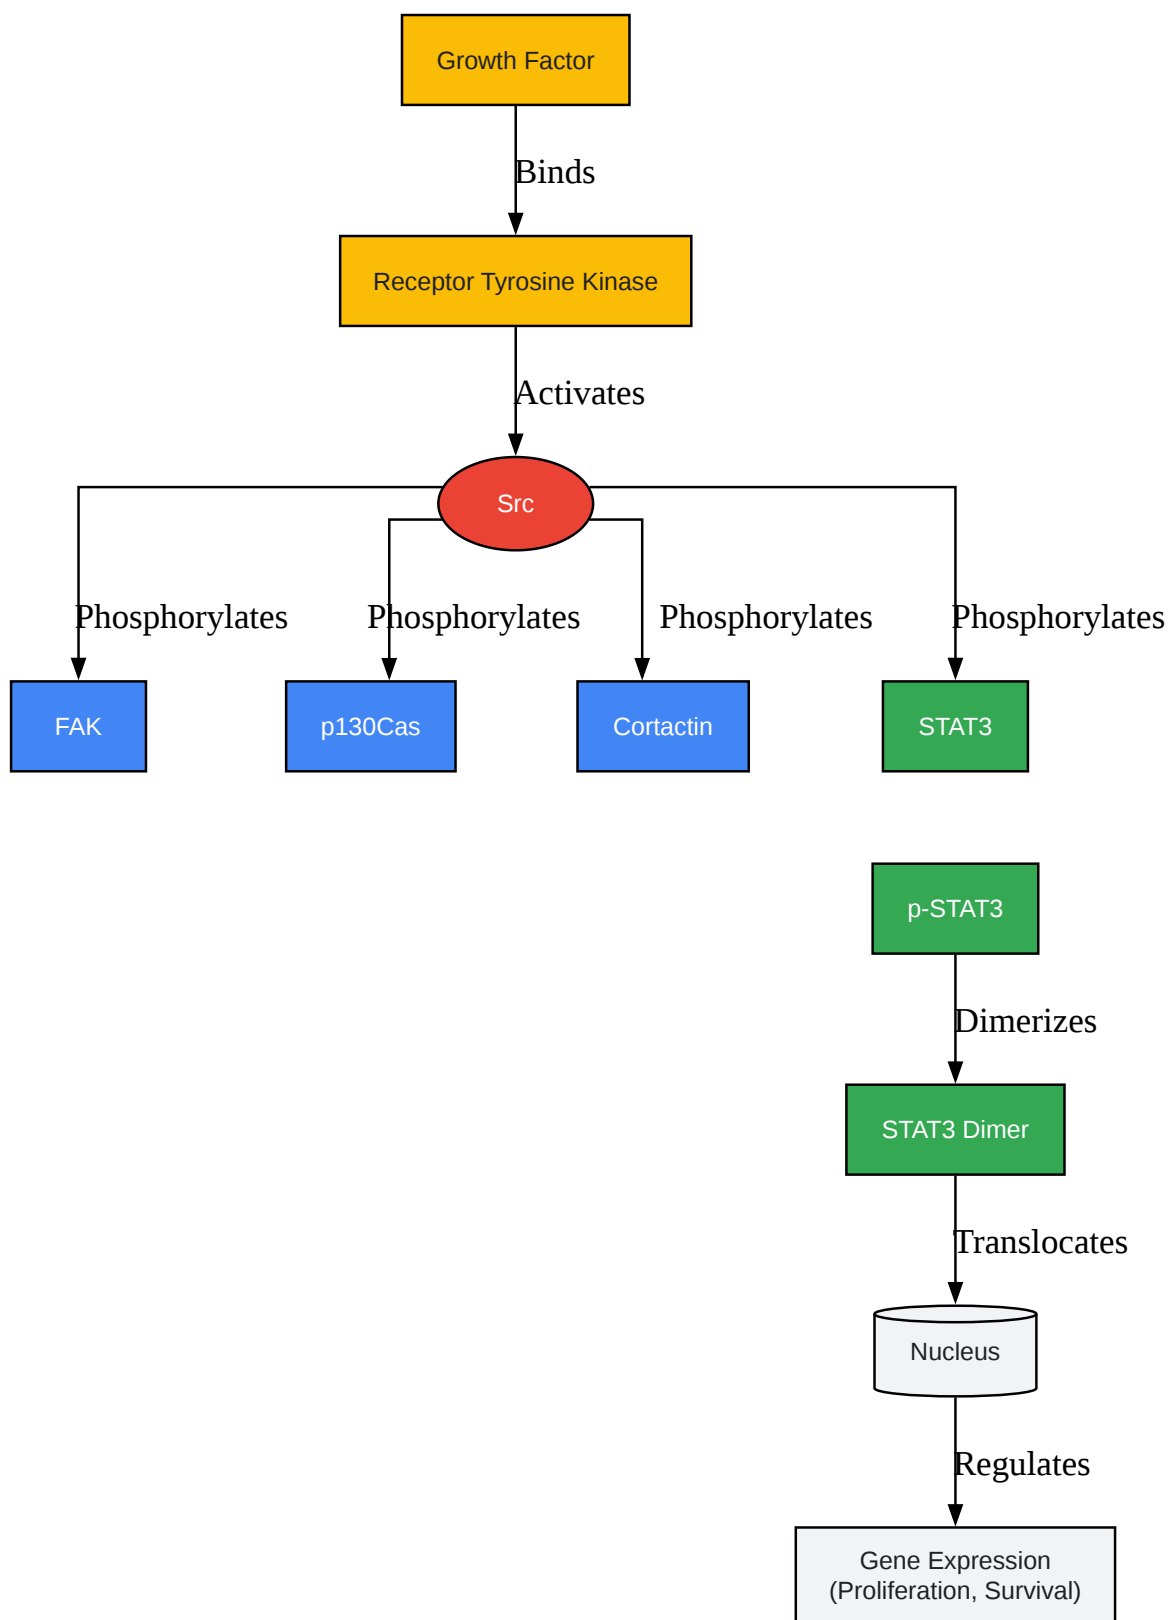 Growth Factor
Binds
Receptor Tyrosine Kinase
Activates
Src
Phosphorylates
Phosphorylates
Phosphorylates
Phosphorylates
FAK
p130Cas
Cortactin
STAT3
p-STAT3
Dimerizes
STAT3 Dimer
Translocates
Nucleus
Regulates
Gene Expression
(Proliferation, Survival)